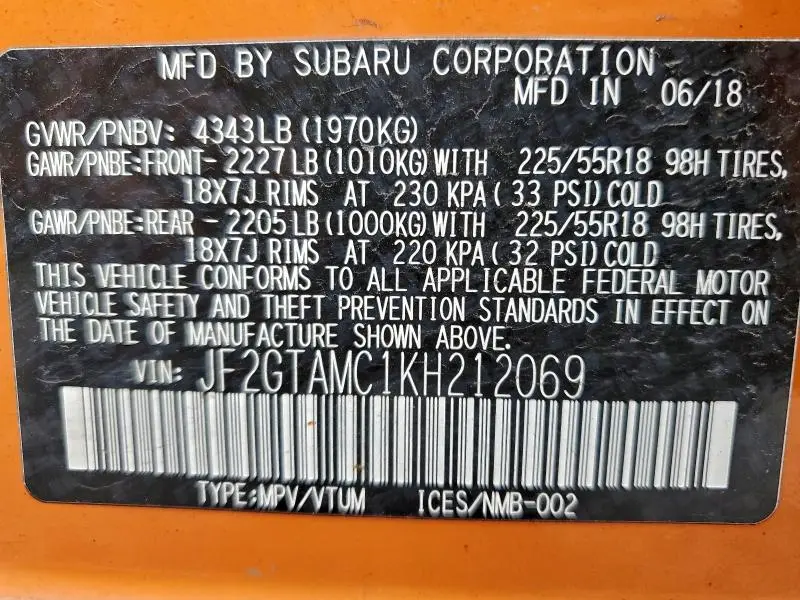 MFD BY SUBARU CORPORATION
MFD IN 06/18
GVWR/PNBV: 4343LB(1970KG)
GAWR/PNBE:FRONT-2227LB(1010KG)WITH 225/55R18 98H TIRES,
18X7J RIMS AT 230 KPA(33 PSI)COLD
GAWR/PNBE:REAR -2205LB(1000KG)WITH 225/55R18 98H TIRES,
18X7J RIMS AT 220 KPA(32 PSI)COLD
THIS VEHICLE CONFORMS TO ALL APPLICABLE FEDERAL MOTOR
VEHICLE SAFETY AND THEFT PREVENTION STANDARDS IN EFFECT ON
THE DATE OF MANUFACTURE SHOWN ABOVE.
VIN: JF2GTAMC1KH212069
TYPE:MPV/VTUM ICES/NMB-002